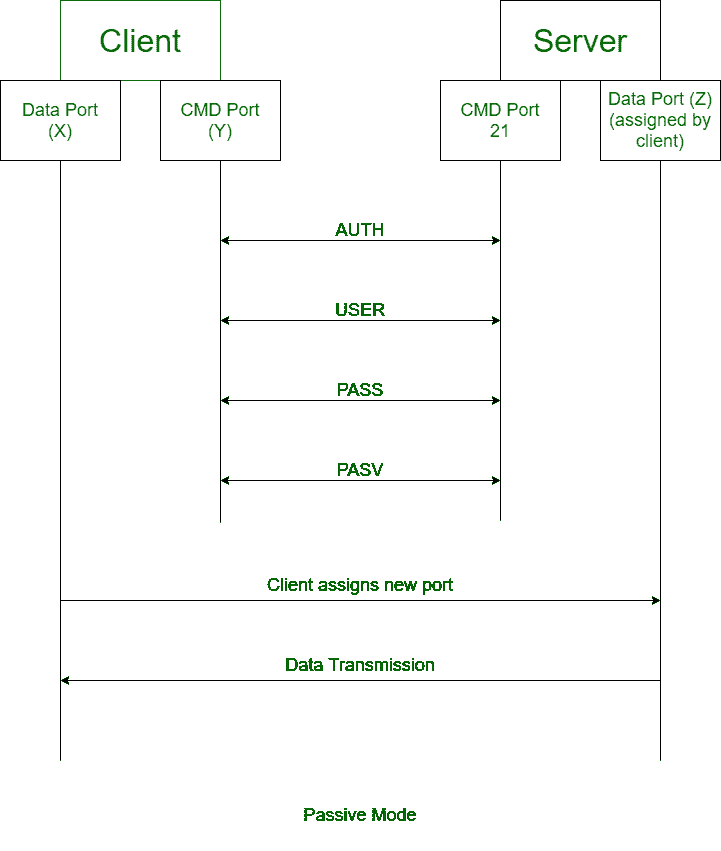 Client
Server
Data Port
(X)
CMD Port
(Y)
CMD Port
21
Data Port (Z)
(assigned by
client)
AUTH
USER
PASS
PASV
Client assigns new port
Data Transmission
Passive Mode